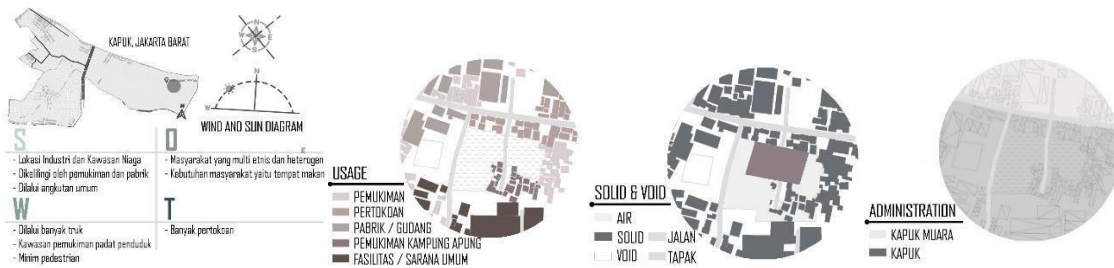 KAPUK, JAKARTA BARAT
N
W
E
S
N
W
E
WIND AND SUN DIAGRAM
N
S
- Lokasi Industri dan Kawasan Niaga
- Dikelilingi oleh pemukiman dan pabrik
- Dilalui angkutan umum
O
- Masyarakat yang multi etnis dan heterogen
- Kebutuhan masyarakat yaitu tempat makan
W
- Dilalui banyak truk
- Kawasan pemukiman padat penduduk
- Minim pedestrian
T
- Banyak pertokoan
USAGE
PEMUKIMAN
PERTOKOAN
PABRIK / GUDANG
PEMUKIMAN KAMPUNG APUNG
FASILITAS / SARANA UMUM
SOLID & VOID
AIR
SOLID
JALAN
VOID
TAPAK
ADMINISTRATION
KAPUK MUARA
KAPUK